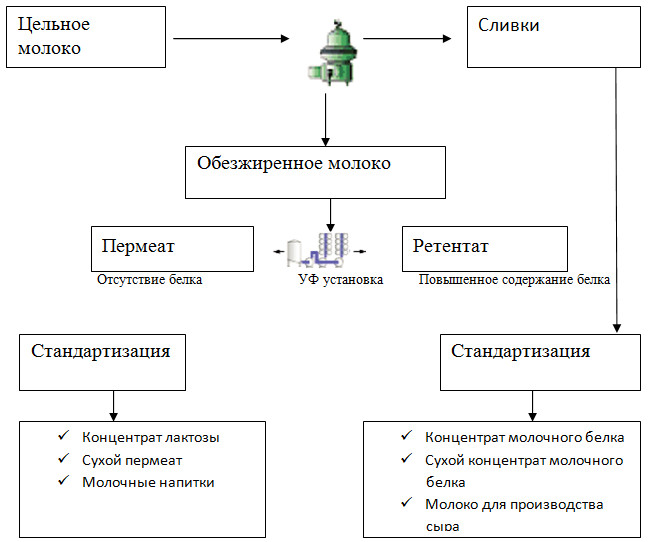 Цельное
молоко
Сливки
Обезжиренное молоко
Пермеат
Ретентат
Отсутствие белка
УФ установка
Повышенное содержание белка
Стандартизация
Стандартизация
✓ Концентрат лактозы
✓ Сухой пермеат
✓ Молочные напитки
✓ Концентрат молочного белка
✓ Сухой концентрат молочного
белка
✓ Молоко для производства
сыра